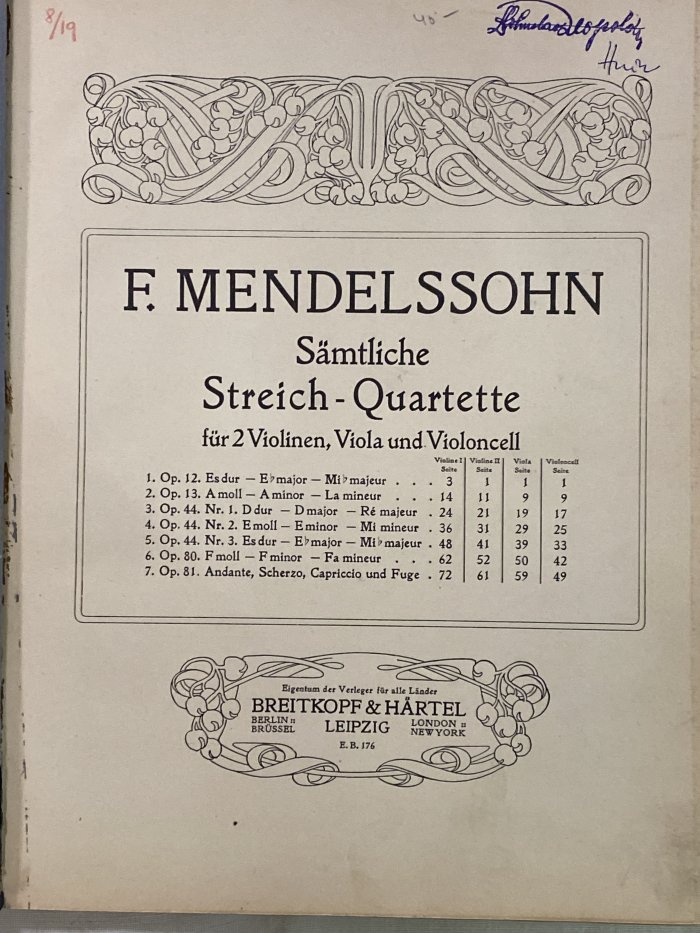 8/19
40-
F. MENDELSSOHN
Sämtliche
Streich-Quartette
für 2 Violinen, Viola und Violoncell
Violine I Seite | Violine II Seite | Viola Seite | Violoncell Seite
1. Op. 12. Es dur – E♭ major – Mi♭ majeur . . . 3 | 1 | 1 | 1
2. Op. 13. A moll – A minor – La mineur . . . 14 | 11 | 9 | 9
3. Op. 44. Nr. 1. D dur – D major – Ré majeur . 24 | 21 | 19 | 17
4. Op. 44. Nr. 2. E moll – E minor – Mi mineur . 36 | 31 | 29 | 25
5. Op. 44. Nr. 3. Es dur – E♭ major – Mi♭ majeur . 48 | 41 | 39 | 33
6. Op. 80. F moll – F minor – Fa mineur . . . 62 | 52 | 50 | 42
7. Op. 81. Andante, Scherzo, Capriccio und Fuge . 72 | 61 | 59 | 49
Eigentum der Verleger für alle Länder
BREITKOPF & HÄRTEL
BERLIN :: BRÜSSEL LEIPZIG LONDON :: NEW YORK
E. B. 176